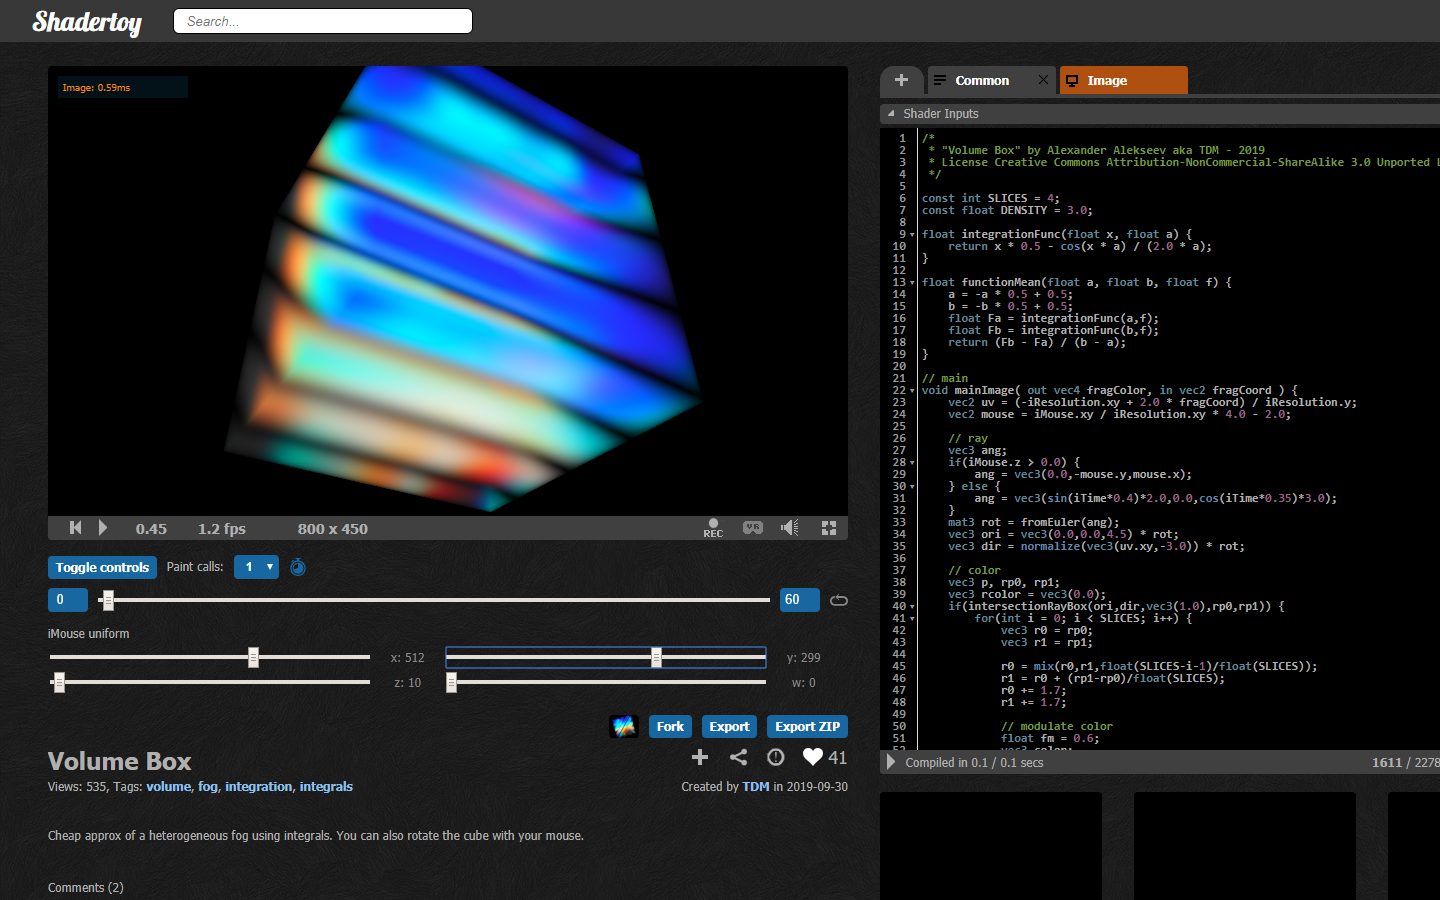 Shadertoy
Search...
Image: 0.59ms
0.45
1.2 fps
800 x 450
REC
VR
Toggle controls
Paint calls:
1
0
60
iMouse uniform
x: 512
y: 299
z: 10
w: 0
Fork
Export
Export ZIP
Volume Box
41
Views: 535, Tags: volume, fog, integration, integrals
Created by TDM in 2019-09-30
Cheap approx of a heterogeneous fog using integrals. You can also rotate the cube with your mouse.
Comments (2)
Common
Image
Shader Inputs
1 /*
2  * "Volume Box" by Alexander Alekseev aka TDM - 2019
3  * License Creative Commons Attribution-NonCommercial-ShareAlike 3.0 Unported L
4  */
5
6 const int SLICES = 4;
7 const float DENSITY = 3.0;
8
9 float integrationFunc(float x, float a) {
10     return x * 0.5 - cos(x * a) / (2.0 * a);
11 }
12
13 float functionMean(float a, float b, float f) {
14     a = -a * 0.5 + 0.5;
15     b = -b * 0.5 + 0.5;
16     float Fa = integrationFunc(a,f);
17     float Fb = integrationFunc(b,f);
18     return (Fb - Fa) / (b - a);
19 }
20
21 // main
22 void mainImage( out vec4 fragColor, in vec2 fragCoord ) {
23     vec2 uv = (-iResolution.xy + 2.0 * fragCoord) / iResolution.y;
24     vec2 mouse = iMouse.xy / iResolution.xy * 4.0 - 2.0;
25
26     // ray
27     vec3 ang;
28     if(iMouse.z > 0.0) {
29         ang = vec3(0.0,-mouse.y,mouse.x);
30     } else {
31         ang = vec3(sin(iTime*0.4)*2.0,0.0,cos(iTime*0.35)*3.0);
32     }
33     mat3 rot = fromEuler(ang);
34     vec3 ori = vec3(0.0,0.0,4.5) * rot;
35     vec3 dir = normalize(vec3(uv.xy,-3.0)) * rot;
36
37     // color
38     vec3 p, rp0, rp1;
39     vec3 rcolor = vec3(0.0);
40     if(intersectionRayBox(ori,dir,vec3(1.0),rp0,rp1)) {
41         for(int i = 0; i < SLICES; i++) {
42             vec3 r0 = rp0;
43             vec3 r1 = rp1;
44
45             r0 = mix(r0,r1,float(SLICES-i-1)/float(SLICES));
46             r1 = r0 + (rp1-rp0)/float(SLICES);
47             r0 += 1.7;
48             r1 += 1.7;
49
50             // modulate color
51             float fm = 0.6;
52             vec3 color;
Compiled in 0.1 / 0.1 secs
1611 / 2278